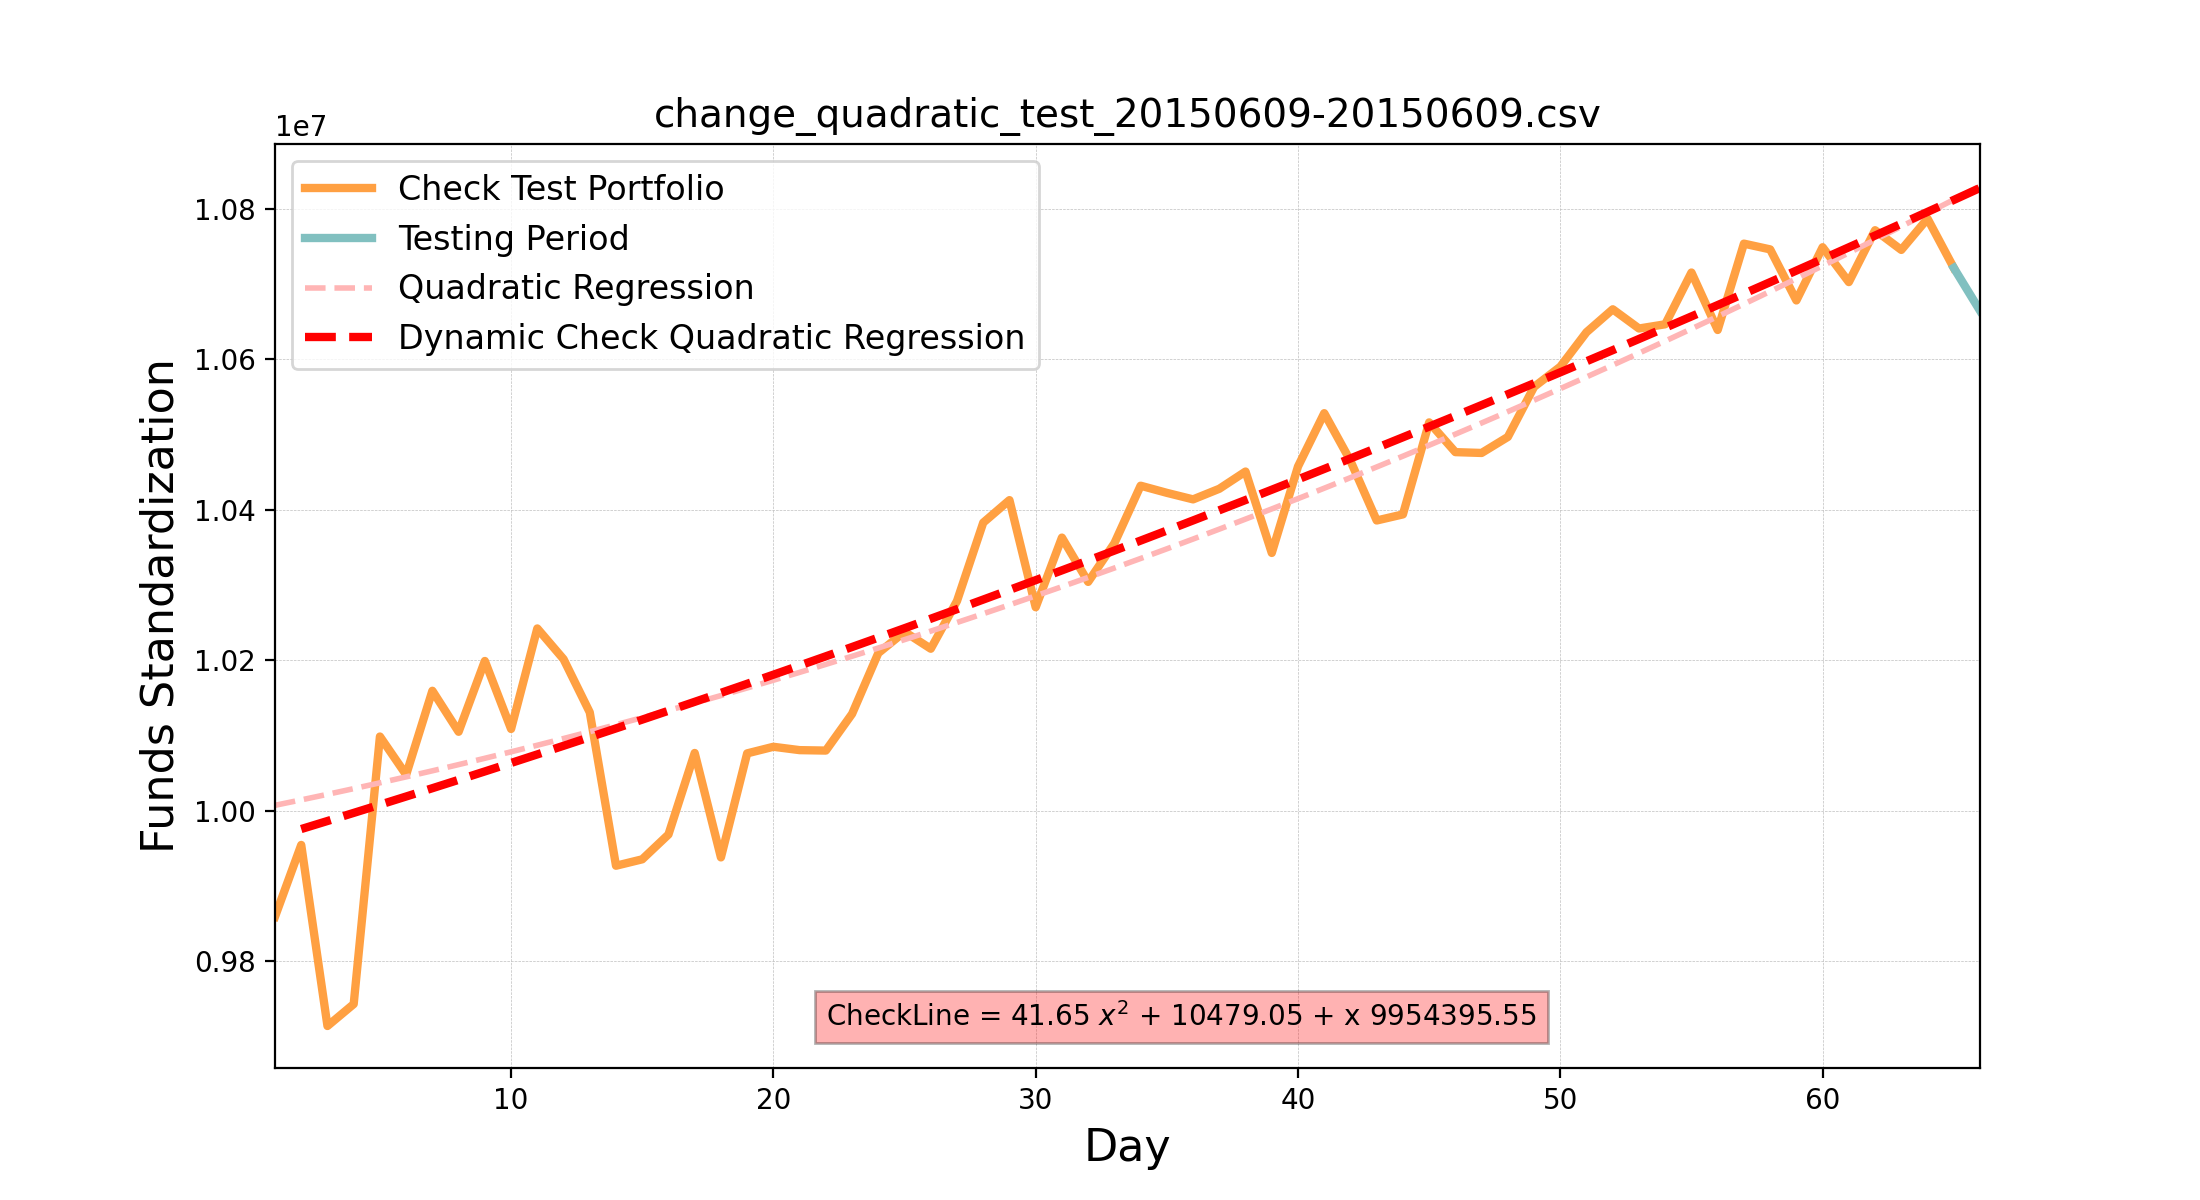 change_quadratic_test_20150609-20150609.csv
1e7
Check Test Portfolio
Testing Period
Quadratic Regression
Dynamic Check Quadratic Regression
1.08
1.06
1.04
1.02
1.00
0.98
Funds Standardization
CheckLine = 41.65 x² + 10479.05 + x 9954395.55
10 20 30 40 50 60
Day